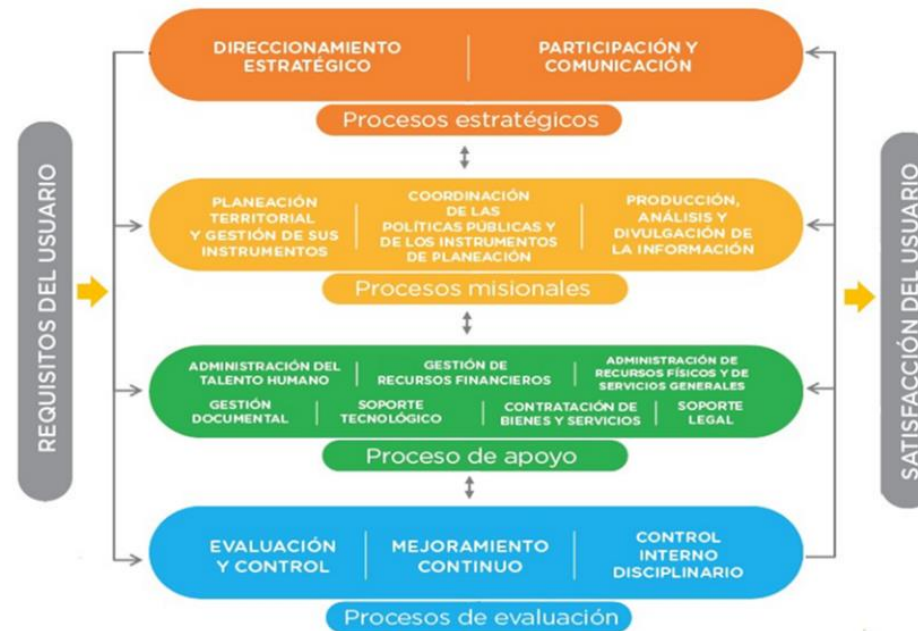 DIRECCIONAMIENTO
ESTRATÉGICO
PARTICIPACIÓN Y
COMUNICACIÓN
Procesos estratégicos
REQUISITOS DEL USUARIO
PLANEACIÓN
TERRITORIAL
Y GESTIÓN DE SUS
INSTRUMENTOS
COORDINACIÓN
DE LAS
POLÍTICAS PÚBLICAS Y
DE LOS INSTRUMENTOS
DE PLANEACIÓN
PRODUCCIÓN,
ANÁLISIS Y
DIVULGACIÓN DE
LA INFORMACIÓN
Procesos misionales
ADMINISTRACIÓN DEL
TALENTO HUMANO
GESTIÓN DE
RECURSOS FINANCIEROS
ADMINISTRACIÓN DE
RECURSOS FÍSICOS Y DE
SERVICIOS GENERALES
GESTIÓN
DOCUMENTAL
SOPORTE
TECNOLÓGICO
CONTRATACIÓN DE
BIENES Y SERVICIOS
SOPORTE
LEGAL
Proceso de apoyo
EVALUACIÓN
Y CONTROL
MEJORAMIENTO
CONTINUO
CONTROL
INTERNO
DISCIPLINARIO
Procesos de evaluación
SATISFACCIÓN DEL USUARIO